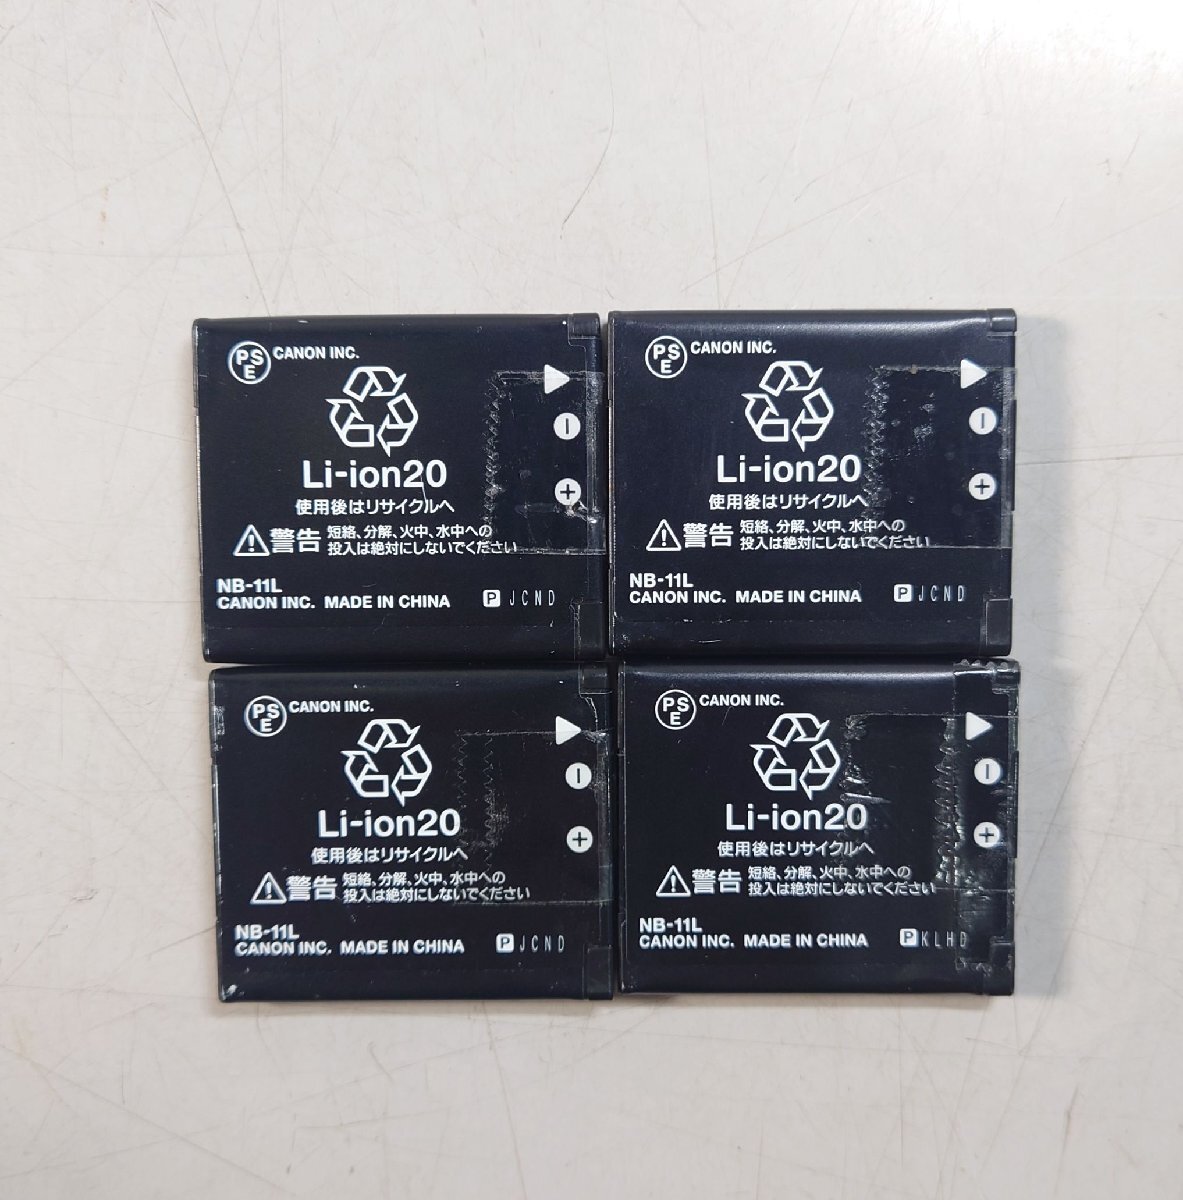 PSE CANON INC.
Li-ion20
使用後はリサイクルへ
警告 短絡、分解、火中、水中への
投入は絶対にしないでください
NB-11L
CANON INC. MADE IN CHINA P JCND
PSE CANON INC.
Li-ion20
使用後はリサイクルへ
警告 短絡、分解、火中、水中への
投入は絶対にしないでください
NB-11L
CANON INC. MADE IN CHINA P JCND
PSE CANON INC.
Li-ion20
使用後はリサイクルへ
警告 短絡、分解、火中、水中への
投入は絶対にしないでください
NB-11L
CANON INC. MADE IN CHINA P JCND
PSE CANON INC.
Li-ion20
使用後はリサイクルへ
警告 短絡、分解、火中、水中への
投入は絶対にしないでください
NB-11L
CANON INC. MADE IN CHINA P KLHD